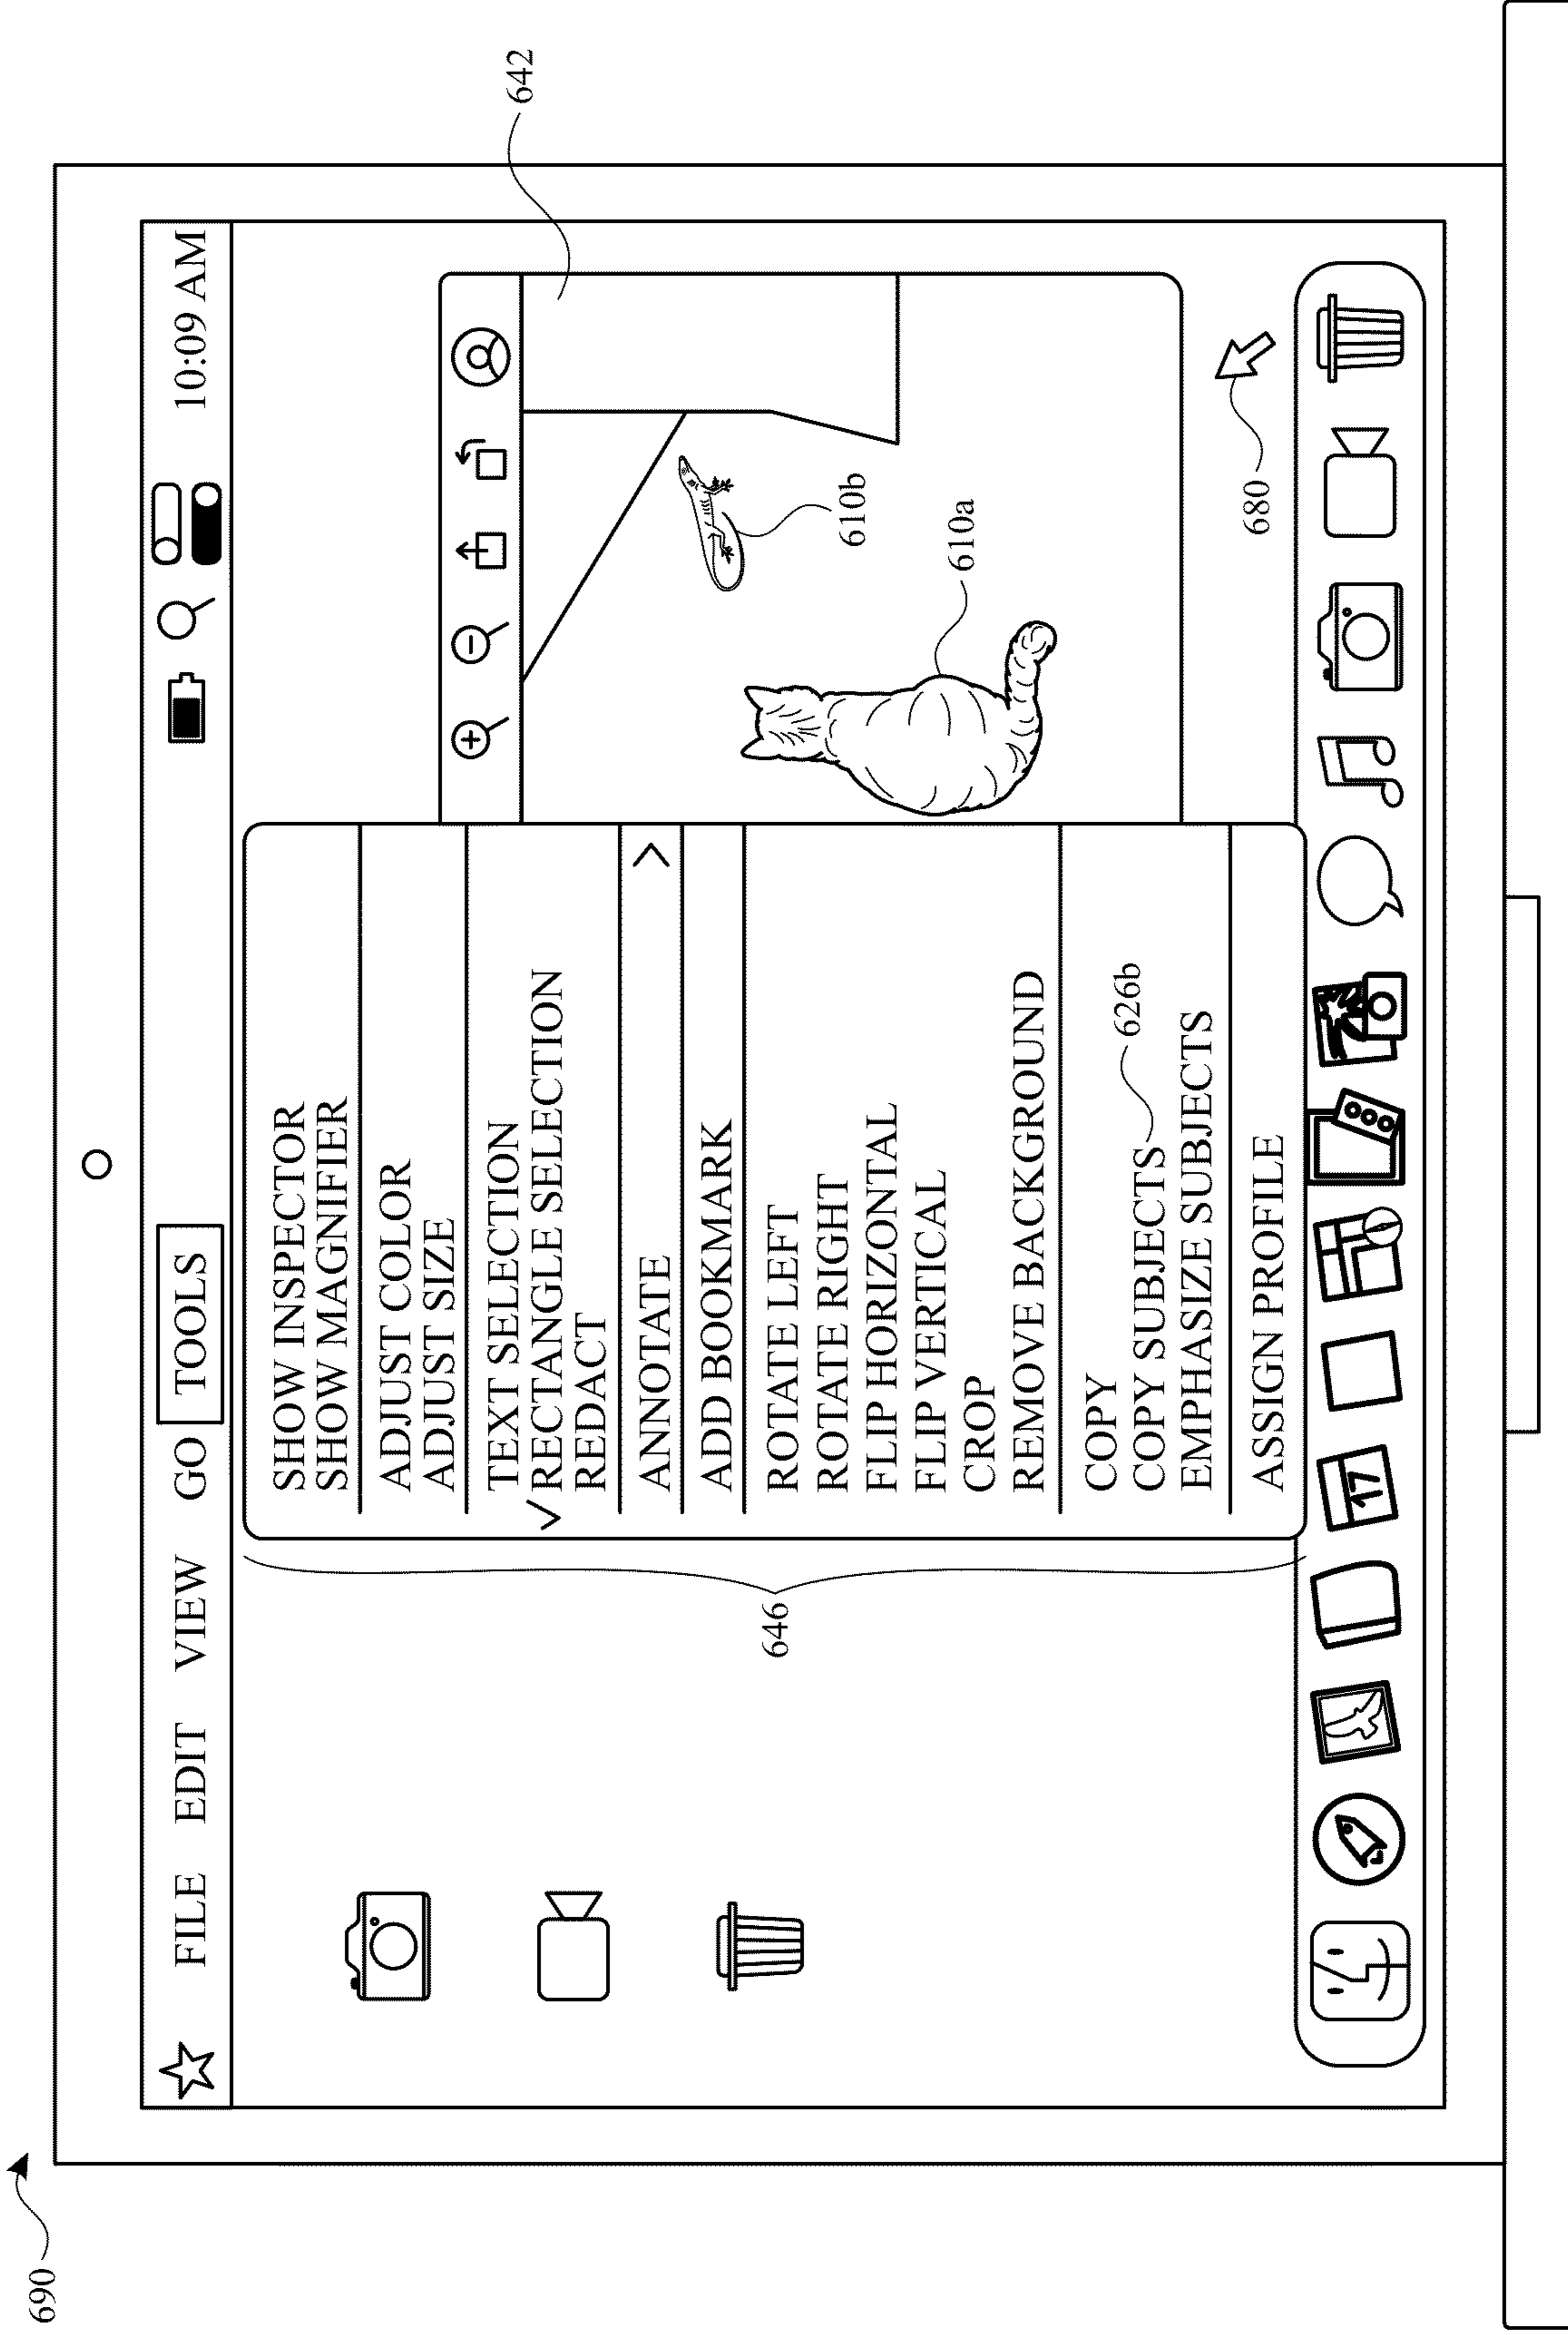 690
FILE EDIT VIEW GO TOOLS 10:09 AM
642
SHOW INSPECTOR
SHOW MAGNIFIER
ADJUST COLOR
ADJUST SIZE
TEXT SELECTION
✓RECTANGLE SELECTION
REDACT
ANNOTATE >
ADD BOOKMARK
ROTATE LEFT
ROTATE RIGHT
FLIP HORIZONTAL
FLIP VERTICAL
CROP
REMOVE BACKGROUND
COPY
COPY SUBJECTS
626b
EMPHASIZE SUBJECTS
ASSIGN PROFILE
646
610b
610a
680
17